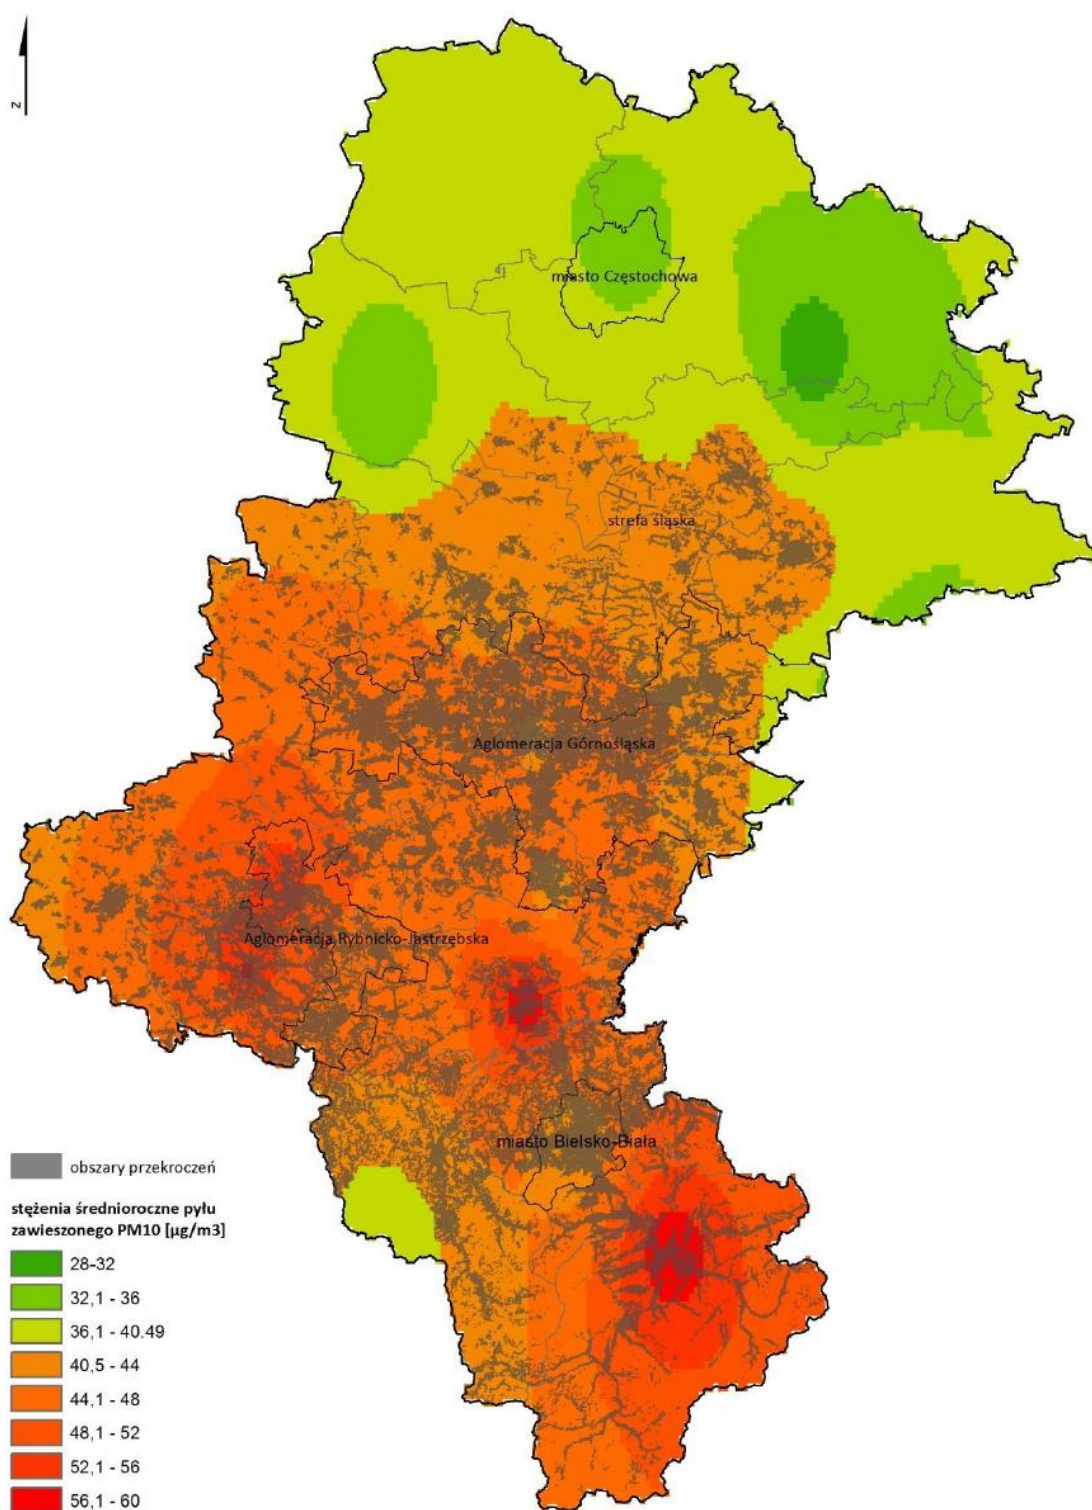 N
miasto Częstochowa
strefa śląska
Aglomeracja Górnośląska
Aglomeracja Rybnicko-Jastrzębska
miasto Bielsko-Biała
obszary przekroczeń
stężenia średnioroczne pyłu
zawieszonego PM10 [µg/m3]
28-32
32,1 - 36
36,1 - 40.49
40,5 - 44
44,1 - 48
48,1 - 52
52,1 - 56
56,1 - 60